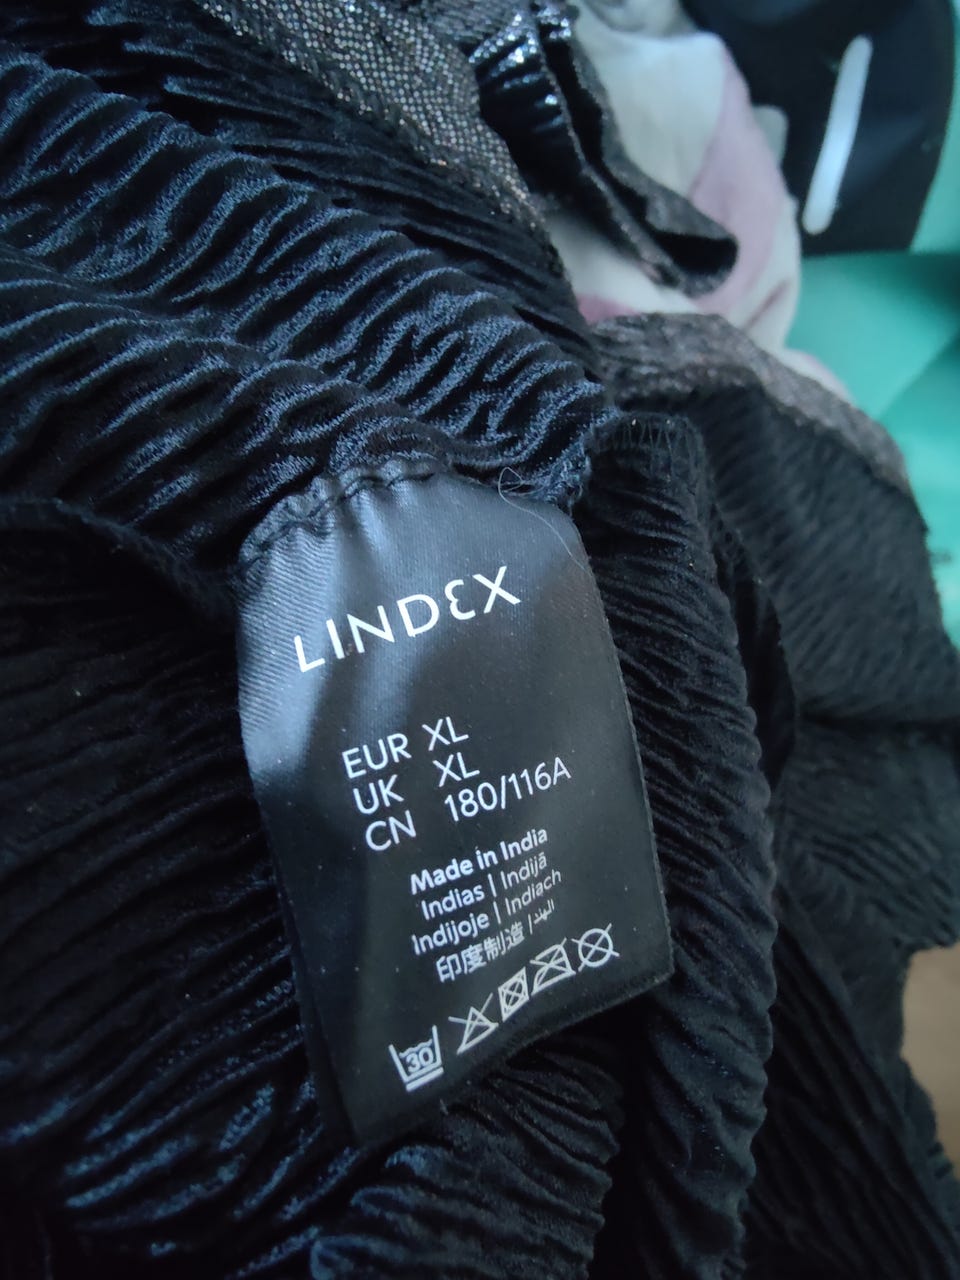 LINDEX
EUR XL
UK XL
CN 180/116A
Made in India
Indias | Indijā
Indijoje | Indiach
印度制造 | الهند
30